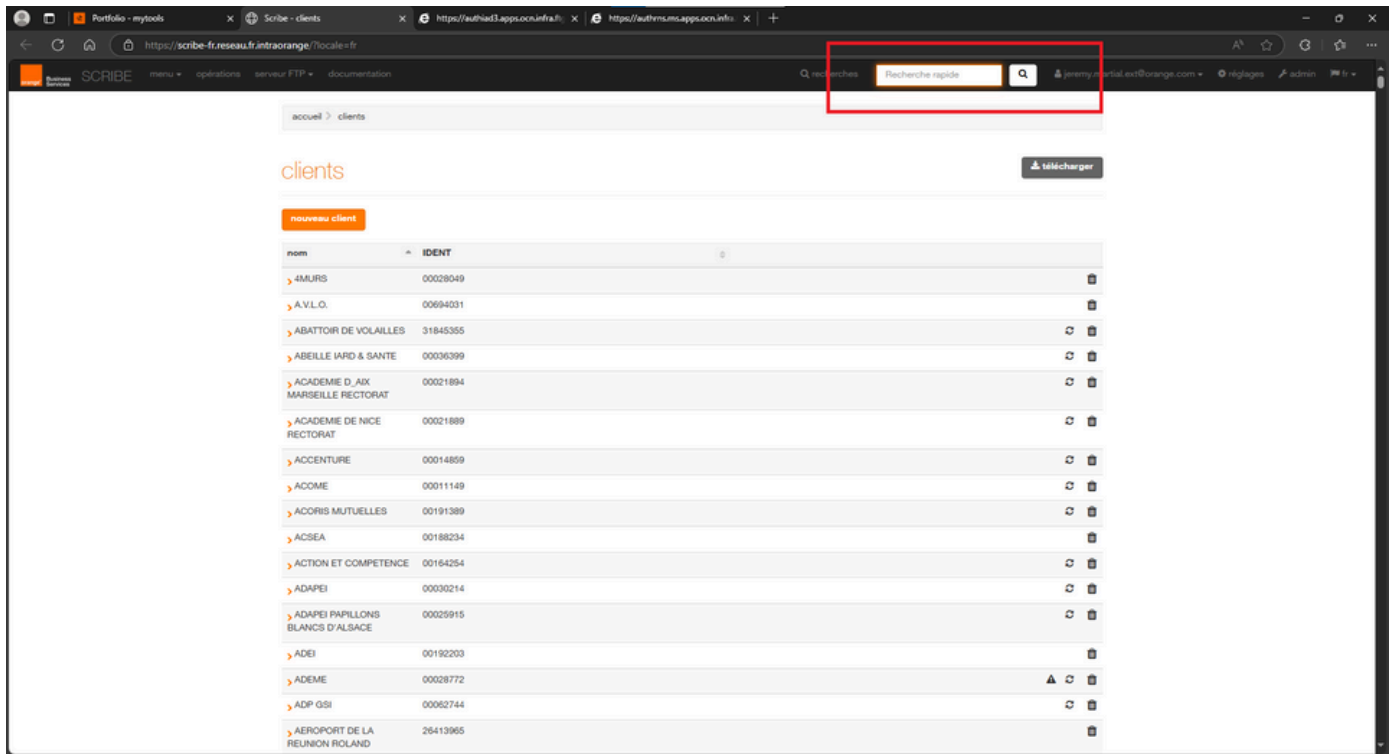 Portfolio - mytools
Scribe - clients
https://authiad3.apps.ocn.infra.ft
https://authrns.ms.apps.ocn.infra
https://scribe-fr.reseau.fr.intraorange/?locale=fr
orange Business Services SCRIBE menu opérations serveur FTP documentation recherches Recherche rapide jeremy.martial.ext@orange.com réglages admin fr
accueil > clients
clients
télécharger
nouveau client
nom IDENT
4MURS 00028049
A.V.L.O. 00694031
ABATTOIR DE VOLAILLES 31845355
ABEILLE IARD & SANTE 00036399
ACADEMIE D_AIX 00021894
MARSEILLE RECTORAT
ACADEMIE DE NICE 00021889
RECTORAT
ACCENTURE 00014859
ACOME 00011149
ACORIS MUTUELLES 00191389
ACSEA 00188234
ACTION ET COMPETENCE 00164254
ADAPEI 00030214
ADAPEI PAPILLONS 00025915
BLANCS D'ALSACE
ADEI 00192203
ADEME 00028772
ADP GSI 00062744
AEROPORT DE LA 26413965
REUNION ROLAND